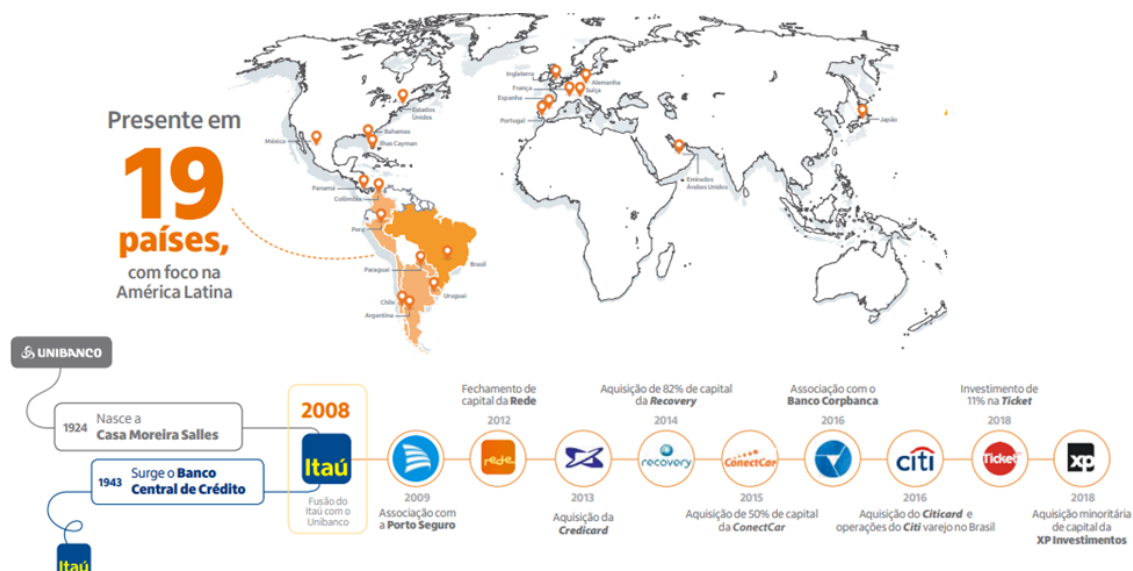 Presente em
19
países,
com foco na
América Latina
Estados
Unidos
México
Bahamas
Ilhas Cayman
Panamá
Colômbia
Peru
Paraguai
Brasil
Uruguai
Chile
Argentina
Inglaterra
França
Espanha
Portugal
Alemanha
Suíça
Emirados
Árabes Unidos
Japão
UNIBANCO
1924
Nasce a
Casa Moreira Salles
1943
Surge o Banco
Central de Crédito
Itaú
2008
Itaú
Fusão do
Itaú com o
Unibanco
2009
Associação com
a Porto Seguro
Fechamento de
capital da Rede
2012
rede
2013
Aquisição da
Credicard
Aquisição de 82% de capital
da Recovery
2014
recovery
ConectCar
2015
Aquisição de 50% de capital
da ConectCar
Associação com o
Banco Corpbanca
2016
citi
2016
Aquisição do Citicard e
operações do Citi varejo no Brasil
Investimento de
11% na Ticket
2018
Ticket
xp
2018
Aquisição minoritária
de capital da
XP Investimentos